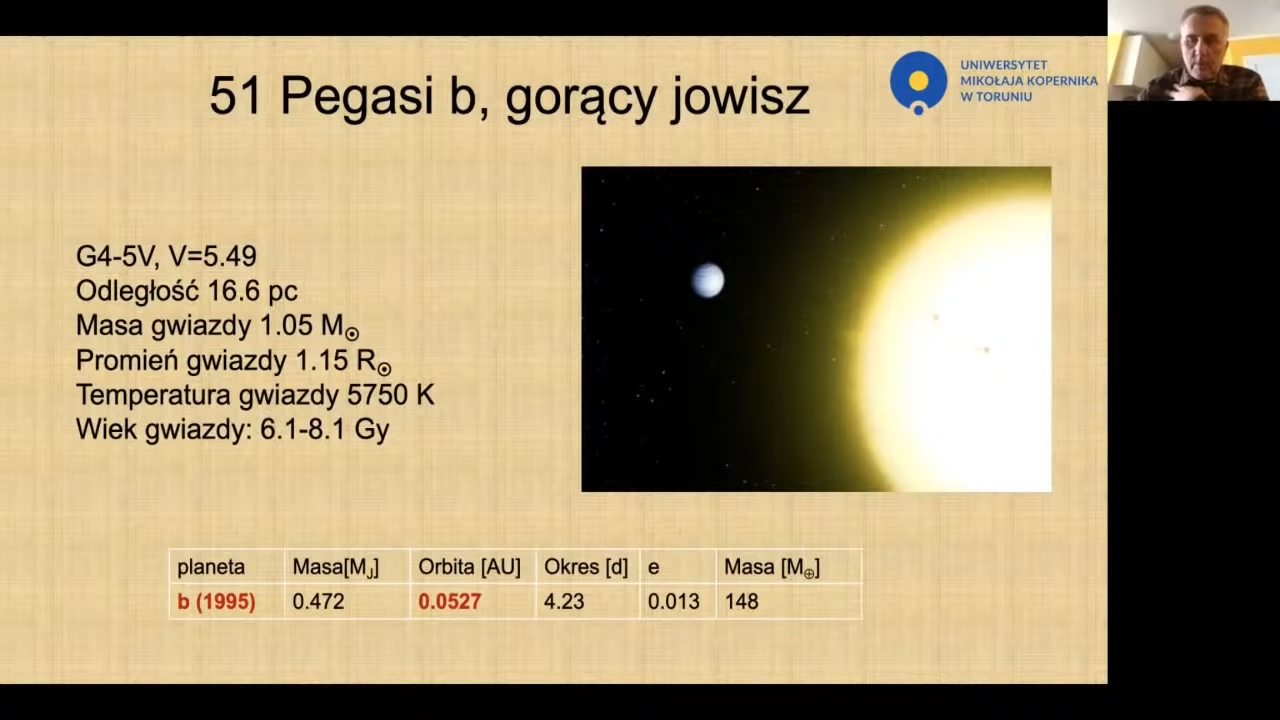 51 Pegasi b, gorący jowisz
UNIWERSYTET
MIKOŁAJA KOPERNIKA
W TORUNIU
G4-5V, V=5.49
Odległość 16.6 pc
Masa gwiazdy 1.05 M☉
Promień gwiazdy 1.15 R☉
Temperatura gwiazdy 5750 K
Wiek gwiazdy: 6.1-8.1 Gy
planeta Masa[MJ] Orbita [AU] Okres [d] e Masa [M⊕]
b (1995) 0.472 0.0527 4.23 0.013 148